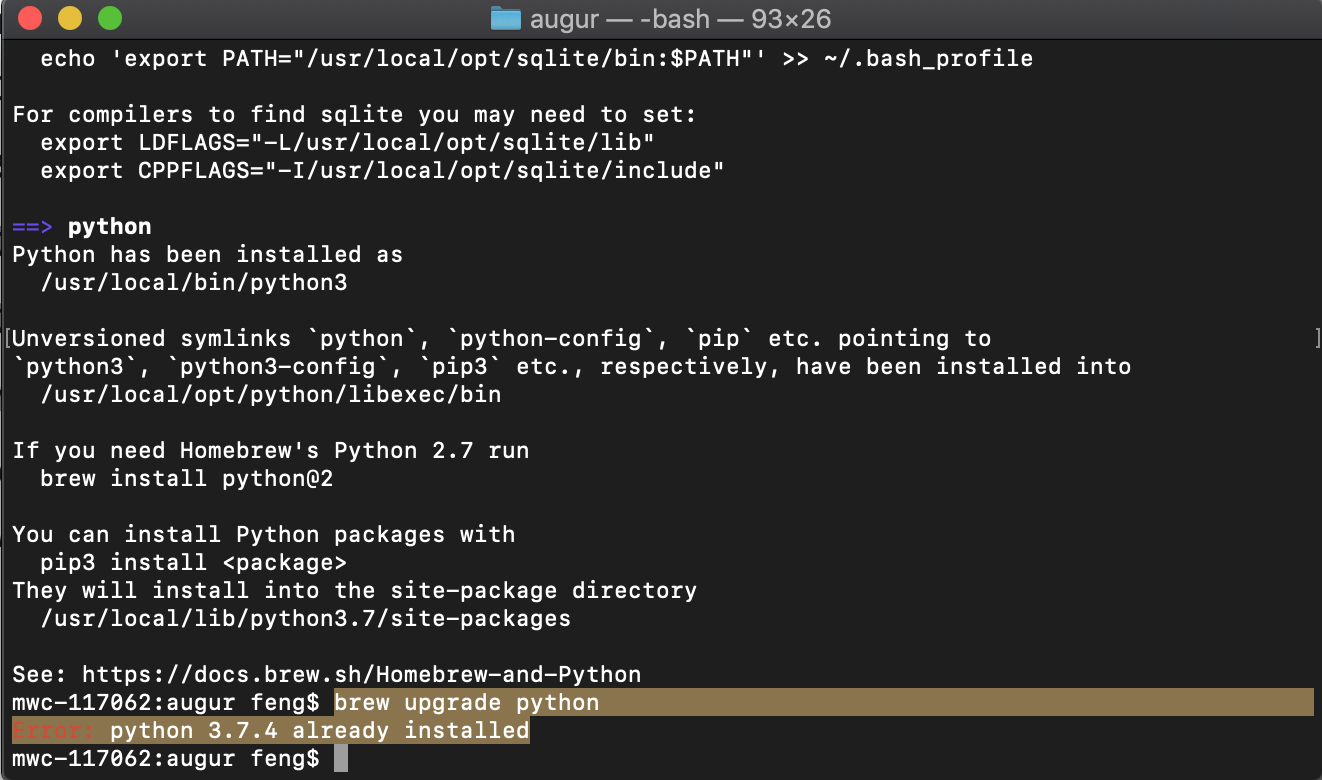 augur — -bash — 93×26
echo 'export PATH="/usr/local/opt/sqlite/bin:$PATH"' >> ~/.bash_profile
For compilers to find sqlite you may need to set:
export LDFLAGS="-L/usr/local/opt/sqlite/lib"
export CPPFLAGS="-I/usr/local/opt/sqlite/include"
==> python
Python has been installed as
/usr/local/bin/python3
[Unversioned symlinks `python`, `python-config`, `pip` etc. pointing to ]
`python3`, `python3-config`, `pip3` etc., respectively, have been installed into
/usr/local/opt/python/libexec/bin
If you need Homebrew's Python 2.7 run
brew install python@2
You can install Python packages with
pip3 install <package>
They will install into the site-package directory
/usr/local/lib/python3.7/site-packages
See: https://docs.brew.sh/Homebrew-and-Python
mwc-117062:augur feng$ brew upgrade python
Error: python 3.7.4 already installed
mwc-117062:augur feng$